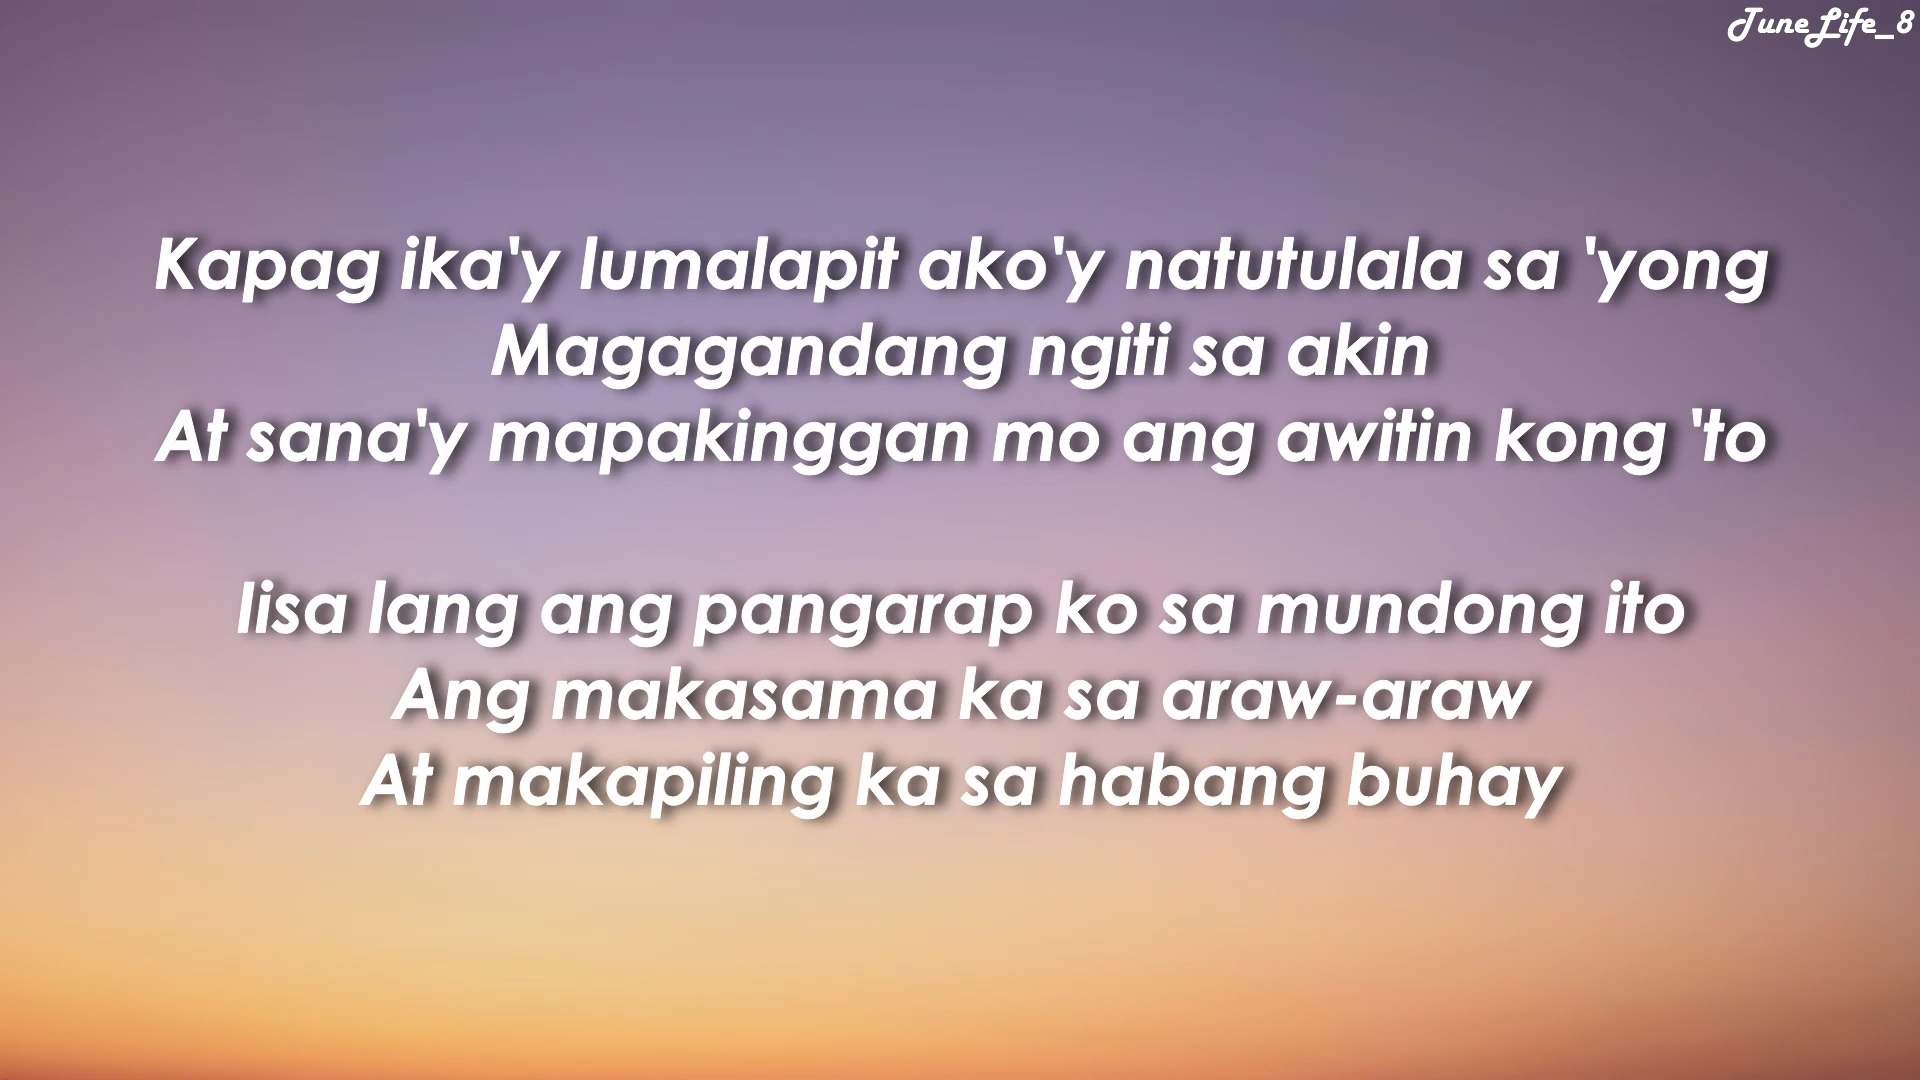 TuneLife_8
Kapag ika'y lumalapit ako'y natutulala sa 'yong
Magagandang ngiti sa akin
At sana'y mapakinggan mo ang awitin kong 'to
Iisa lang ang pangarap ko sa mundong ito
Ang makasama ka sa araw-araw
At makapiling ka sa habang buhay